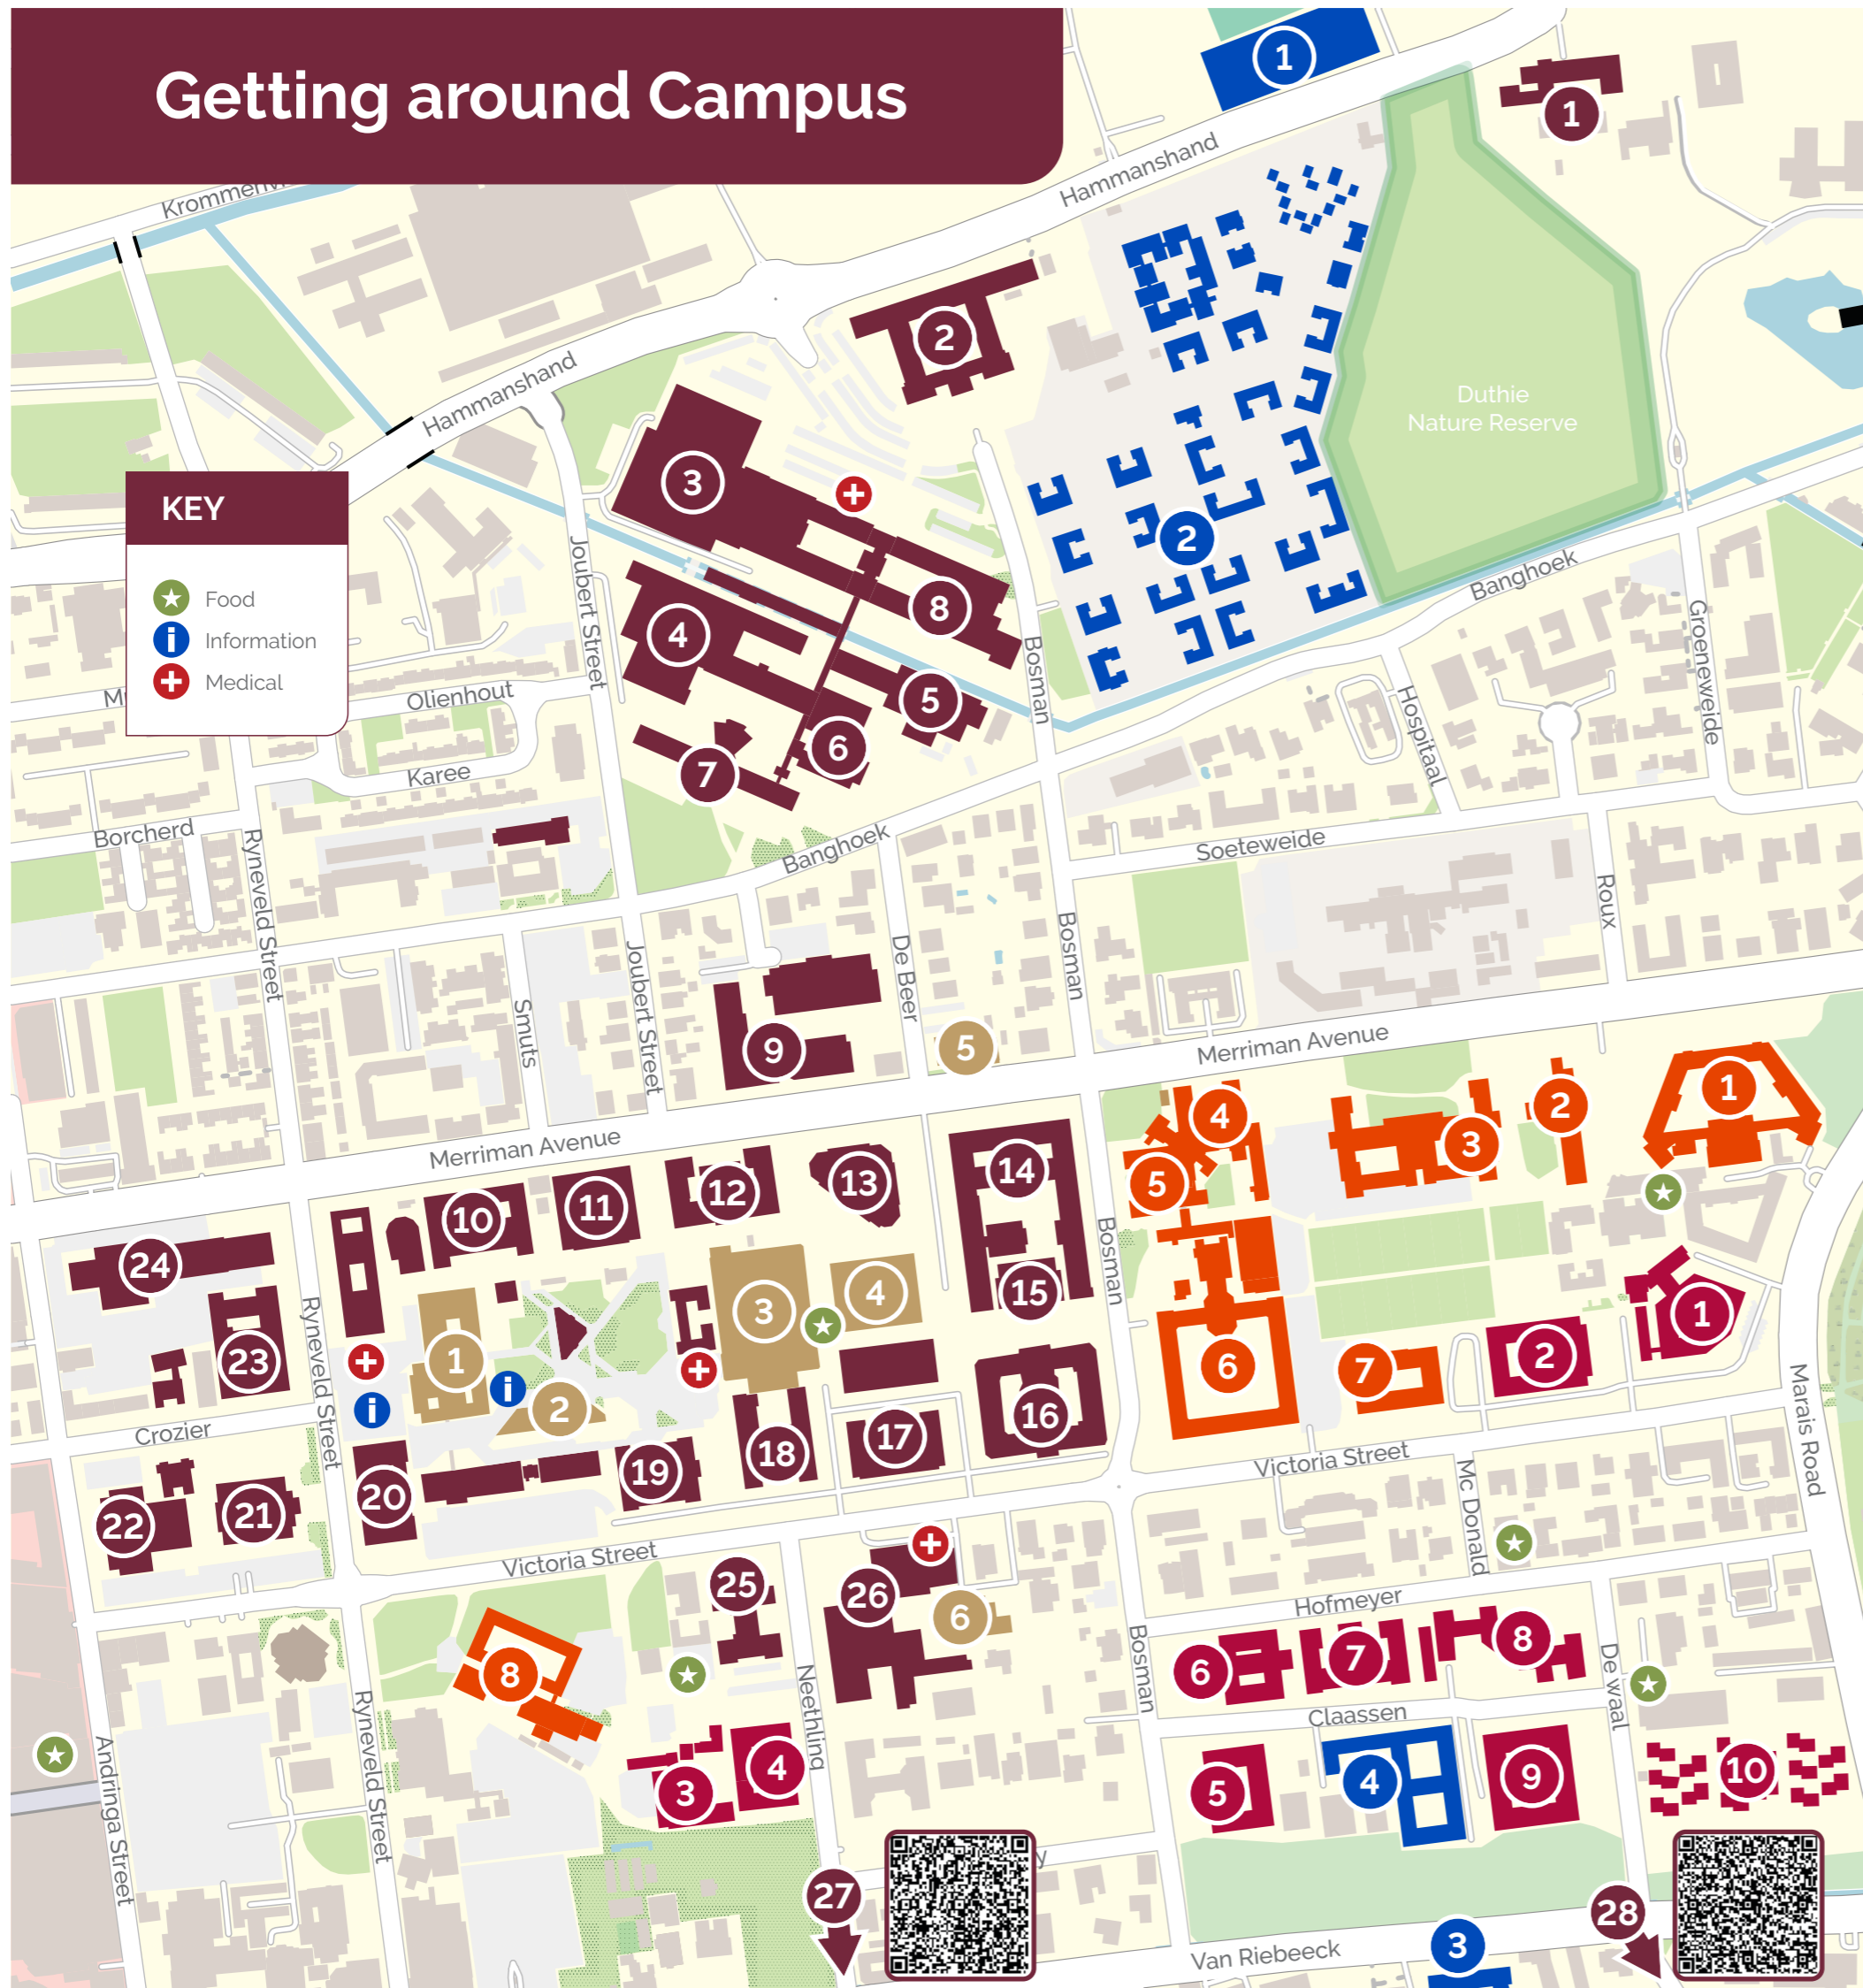 Getting around Campus
1
1
Hammanshand
2
Hammanshand
Duthie
Nature Reserve
KEY
Food
Information
Medical
3
2
8
4
5
6
7
Joubert Street
Bosman
Banghoek
Groeneweide
Hospitaal
Olienhout
Karee
Borcherd
Banghoek
Soeteweide
Ryneveld Street
Smuts
Joubert Street
De Beer
Bosman
Roux
9
5
Merriman Avenue
Merriman Avenue
1
2
3
4
5
10
11
12
13
14
15
24
23
1
2
3
4
Bosman
6
7
2
1
Ryneveld Street
Crozier
16
17
18
19
20
21
22
Victoria Street
Victoria Street
Mc Donald
Marais Road
25
26
6
8
Hofmeyer
6
7
8
Bosman
De waal
Neethling
Claassen
Ryneveld Street
Andringa Street
3
4
5
4
9
10
27
28
Van Riebeeck
3